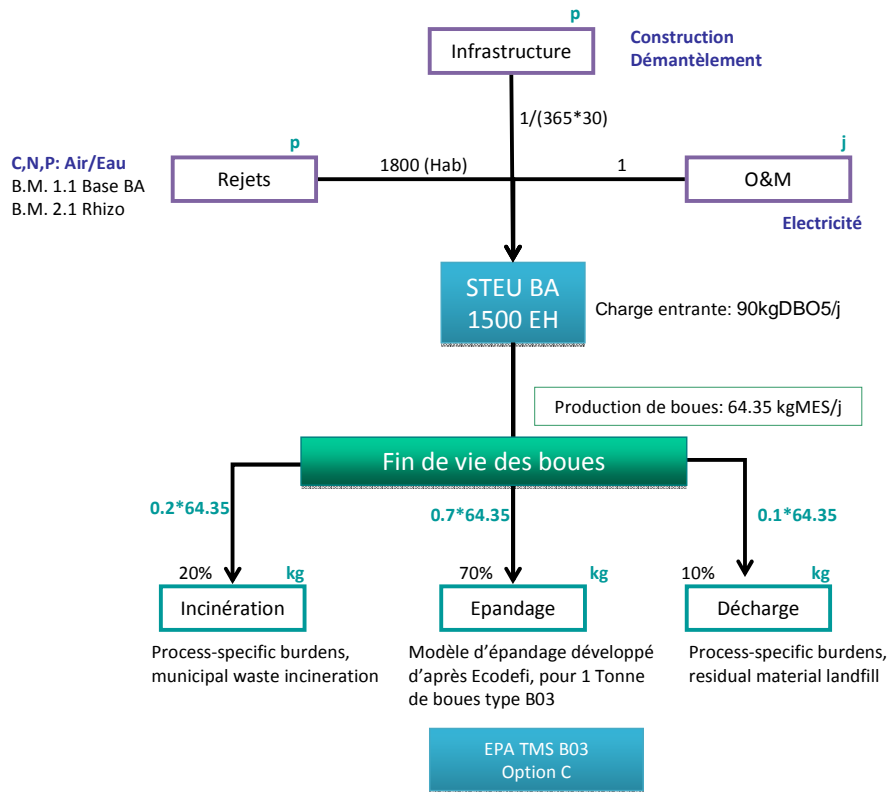 p
Infrastructure
Construction
Démantèlement
1/(365*30)
C,N,P: Air/Eau
B.M. 1.1 Base BA
B.M. 2.1 Rhizo
p
Rejets
1800 (Hab)
1
j
O&M
Electricité
STEU BA
1500 EH
Charge entrante: 90kgDBO5/j
Production de boues: 64.35 kgMES/j
Fin de vie des boues
0.2*64.35
0.7*64.35
0.1*64.35
20%
kg
70%
kg
10%
kg
Incinération
Epandage
Décharge
Process-specific burdens,
municipal waste incineration
Modèle d'épandage développé
d'après Ecodefi, pour 1 Tonne
de boues type B03
Process-specific burdens,
residual material landfill
EPA TMS B03
Option C